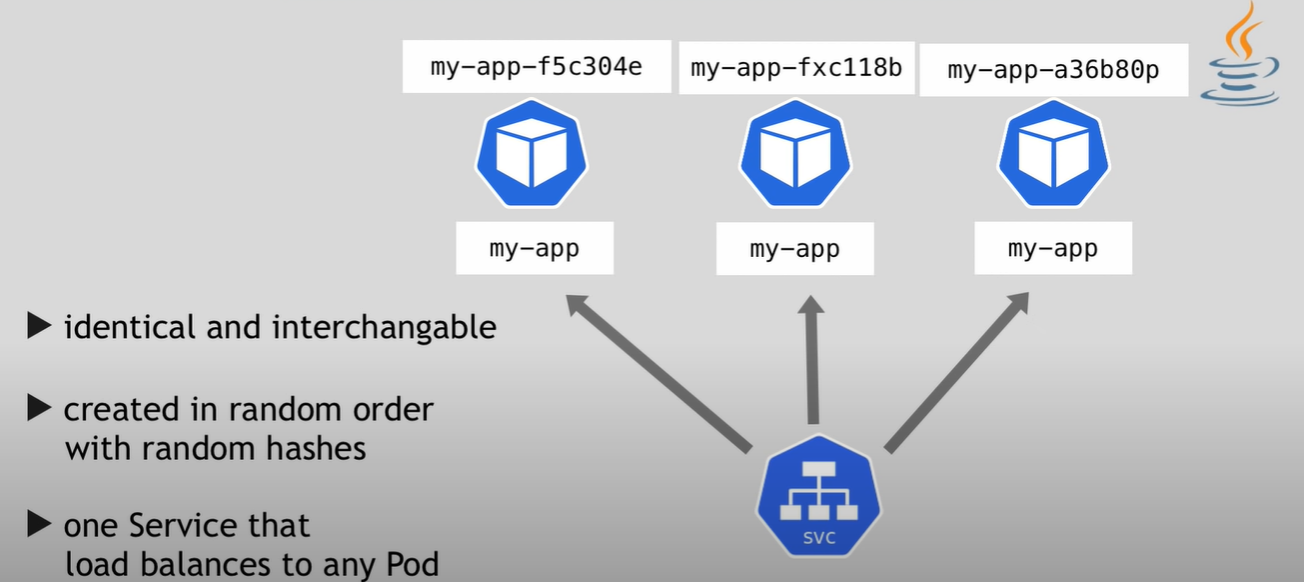 my-app-f5c304e
my-app-fxc118b
my-app-a36b80p
my-app
my-app
my-app
identical and interchangable
created in random order
with random hashes
one Service that
load balances to any Pod
SVC